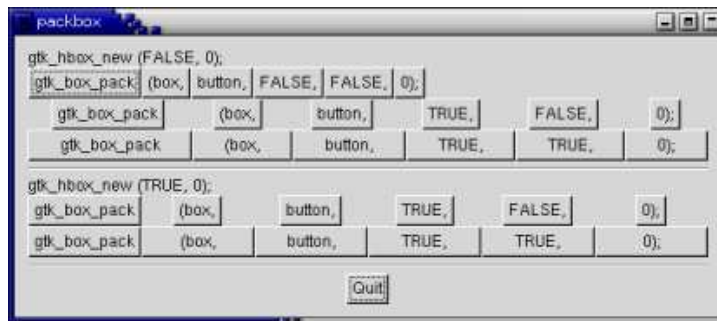 packbox
gtk_hbox_new (FALSE, 0);
gtk_box_pack (box, button, FALSE, FALSE, 0);
gtk_box_pack (box, button, TRUE, FALSE, 0);
gtk_box_pack (box, button, TRUE, TRUE, 0);
gtk_hbox_new (TRUE, 0);
gtk_box_pack (box, button, TRUE, FALSE, 0);
gtk_box_pack (box, button, TRUE, TRUE, 0);
Quit